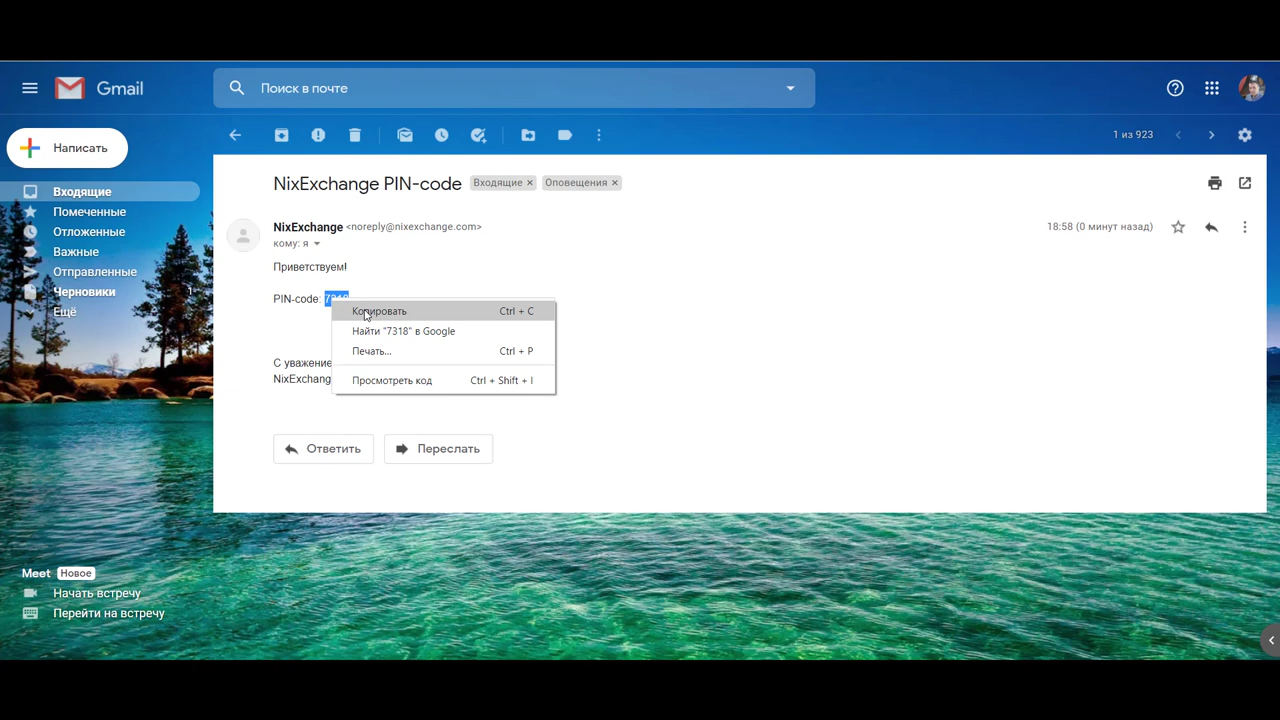 Gmail
Поиск в почте
Написать
1 из 923
Входящие
Помеченные
Отложенные
Важные
Отправленные
Черновики 1
Ещё
NixExchange PIN-code Входящие × Оповещения ×
NixExchange <noreply@nixexchange.com> 18:58 (0 минут назад)
кому: я
Приветствуем!
PIN-code: 7318
Копировать Ctrl + C
Найти "7318" в Google
Печать... Ctrl + P
Просмотреть код Ctrl + Shift + I
С уважение
NixExchang
Ответить Переслать
Meet Новое
Начать встречу
Перейти на встречу